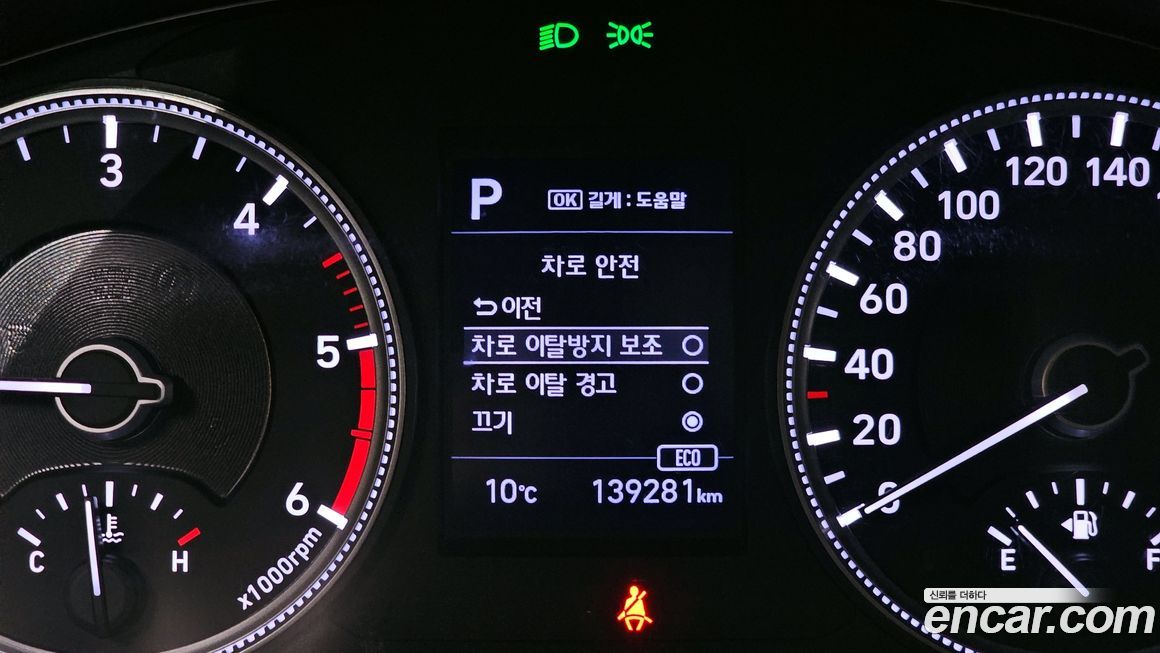 P
OK 길게 : 도움말
차로 안전
이전
차로 이탈방지 보조
차로 이탈 경고
끄기
ECO
10℃ 139281 km
3
4
5
6
x1000rpm
C H
0
20
40
60
80
100
120
140
E F
신뢰를 더하다
encar.com